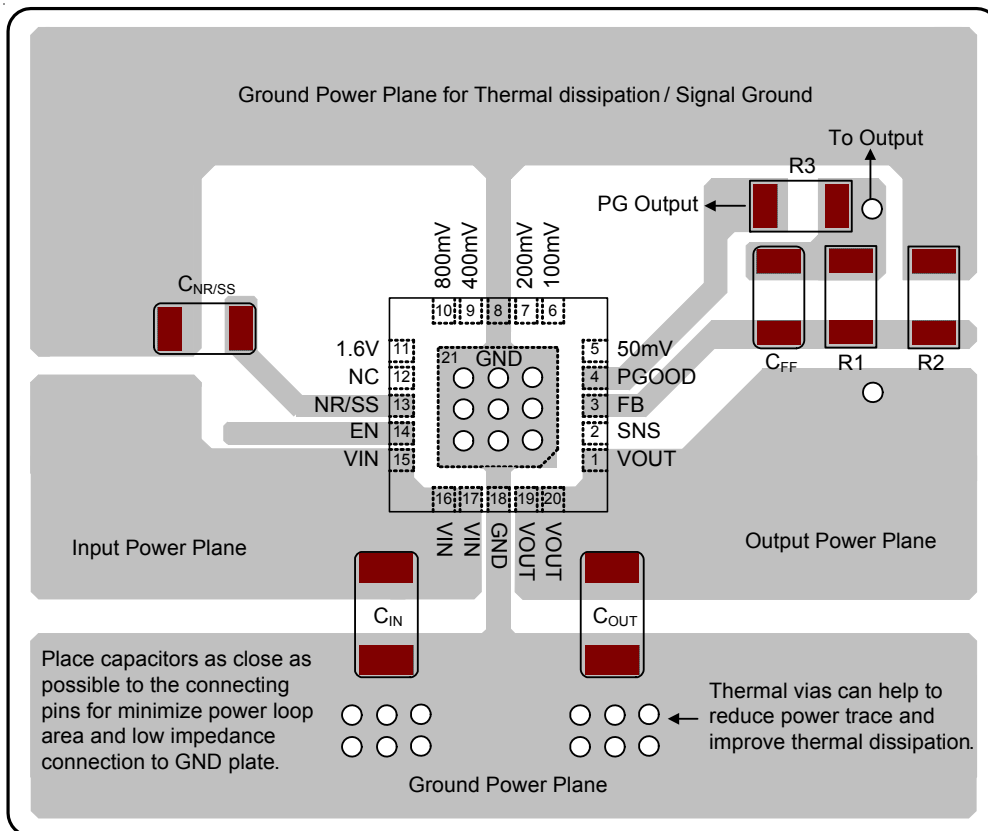 Ground Power Plane for Thermal dissipation / Signal Ground
To Output
R3
PG Output
800mV
400mV
200mV
100mV
CNR/SS
10
9
8
7
6
1.6V
11
21
GND
5
50mV
NC
12
4
PGOOD
CFF
R1
R2
NR/SS
13
3
FB
EN
14
2
SNS
VIN
15
1
VOUT
16
17
18
19
20
VIN
VIN
GND
VOUT
VOUT
Input Power Plane
Output Power Plane
CIN
COUT
Place capacitors as close as
possible to the connecting
pins for minimize power loop
area and low impedance
connection to GND plate.
Thermal vias can help to
reduce power trace and
improve thermal dissipation.
Ground Power Plane